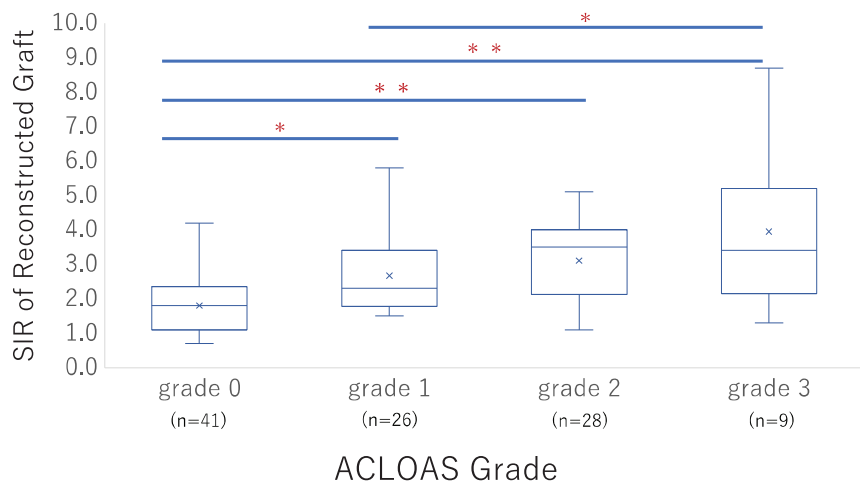 SIR of Reconstructed Graft
10.0
9.0
8.0
7.0
6.0
5.0
4.0
3.0
2.0
1.0
0.0
*
* *
* *
*
grade 0
grade 1
grade 2
grade 3
(n=41)
(n=26)
(n=28)
(n=9)
ACLOAS Grade